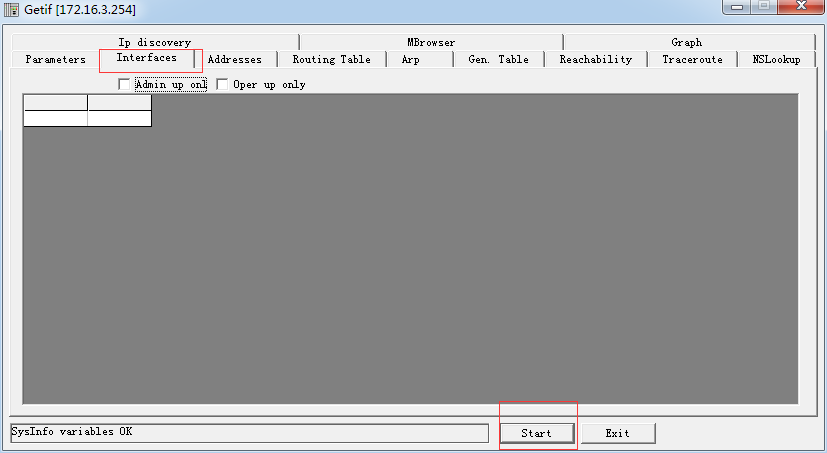 Getif [172.16.3.254]
Ip discovery MBrowser Graph
Parameters Interfaces Addresses Routing Table Arp Gen. Table Reachability Traceroute NSLookup
Admin up onl Oper up only
SysInfo variables OK Start Exit